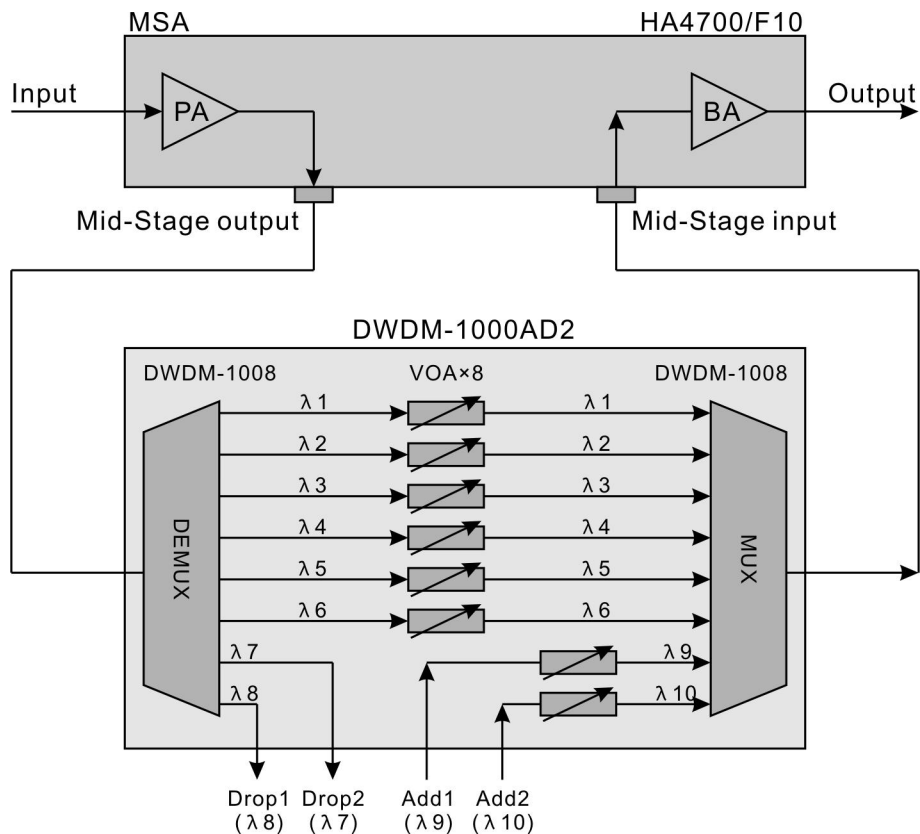 MSA
HA4700/F10
Input
PA
BA
Output
Mid-Stage output
Mid-Stage input
DWDM-1000AD2
DWDM-1008
VOA×8
DWDM-1008
λ1
λ1
λ2
λ2
λ3
λ3
λ4
λ4
λ5
λ5
λ6
λ6
DEMUX
MUX
λ7
λ9
λ8
λ10
Drop1
(λ8)
Drop2
(λ7)
Add1
(λ9)
Add2
(λ10)